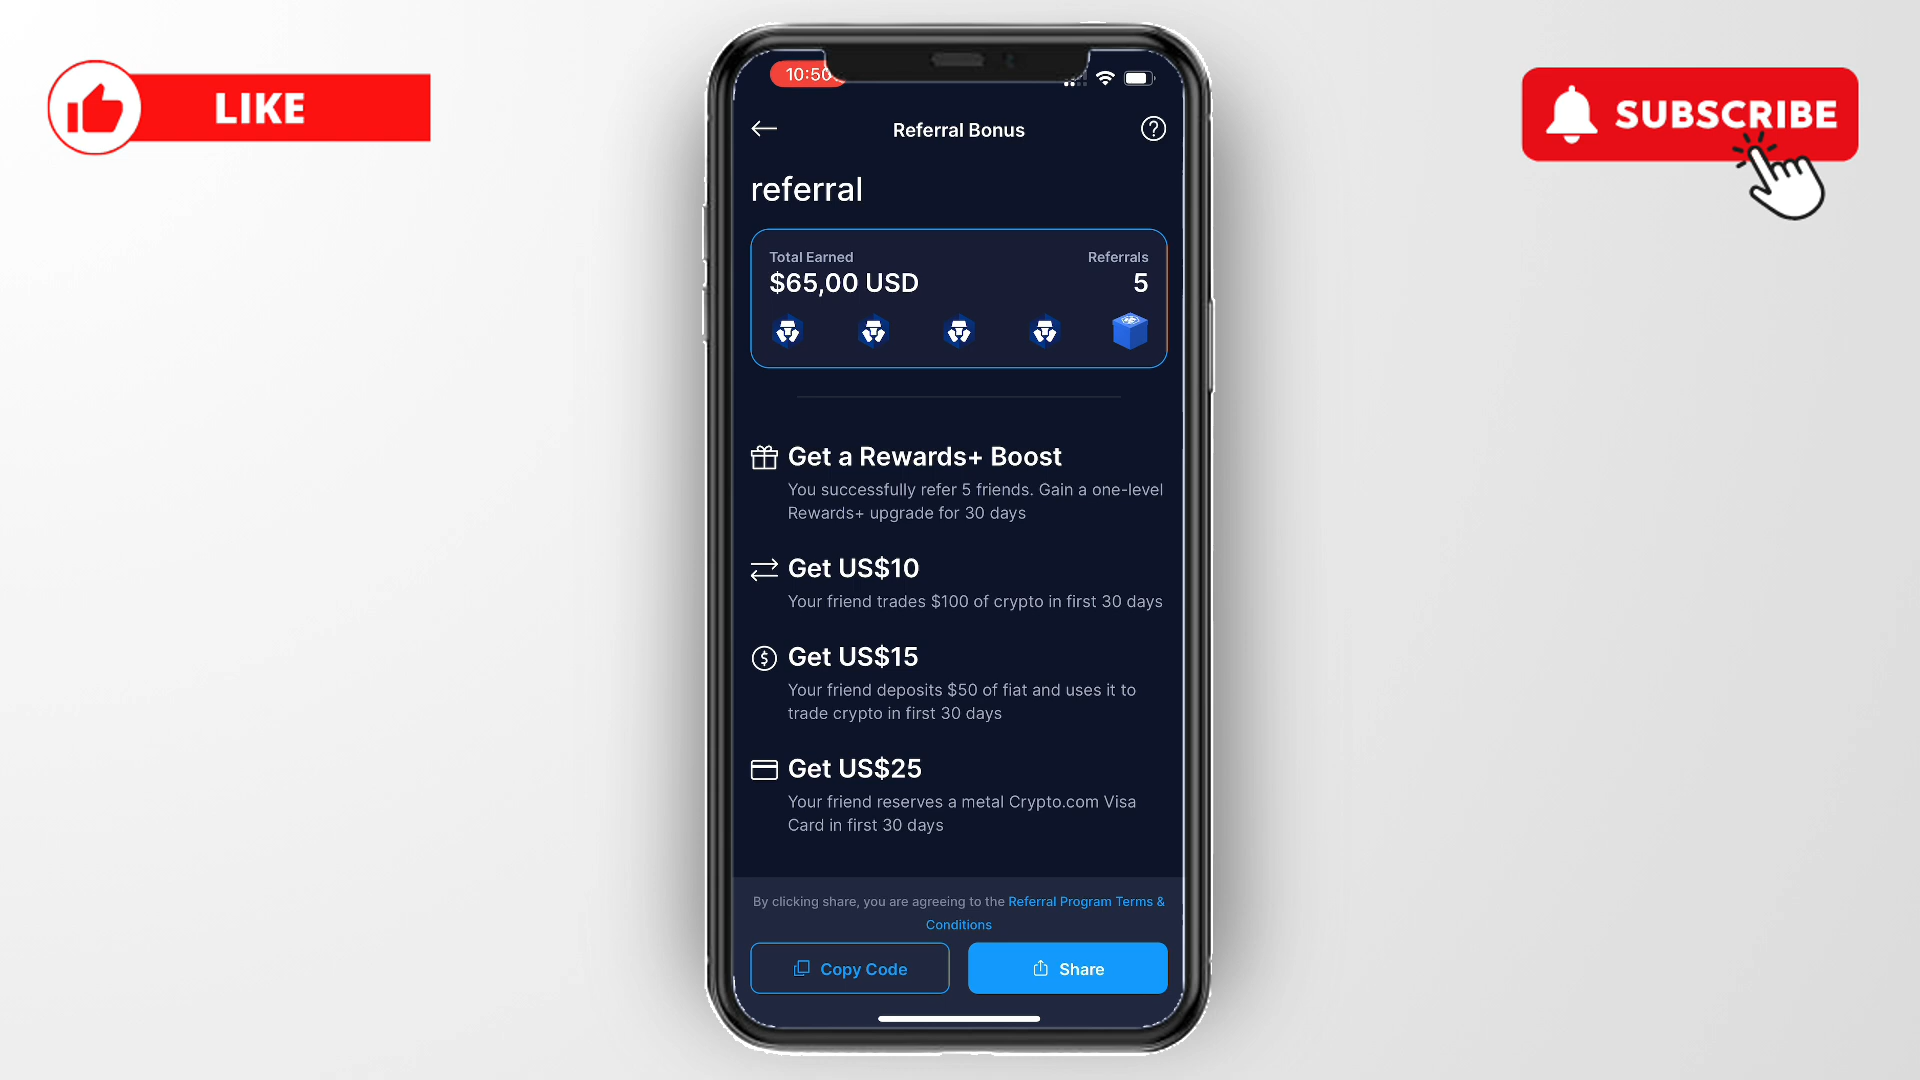 LIKE
SUBSCRIBE
10:50
Referral Bonus
referral
Total Earned
Referrals
$65,00 USD
5
Get a Rewards+ Boost
You successfully refer 5 friends. Gain a one-level
Rewards+ upgrade for 30 days
Get US$10
Your friend trades $100 of crypto in first 30 days
Get US$15
Your friend deposits $50 of fiat and uses it to
trade crypto in first 30 days
Get US$25
Your friend reserves a metal Crypto.com Visa
Card in first 30 days
By clicking share, you are agreeing to the Referral Program Terms &
Conditions
Copy Code
Share